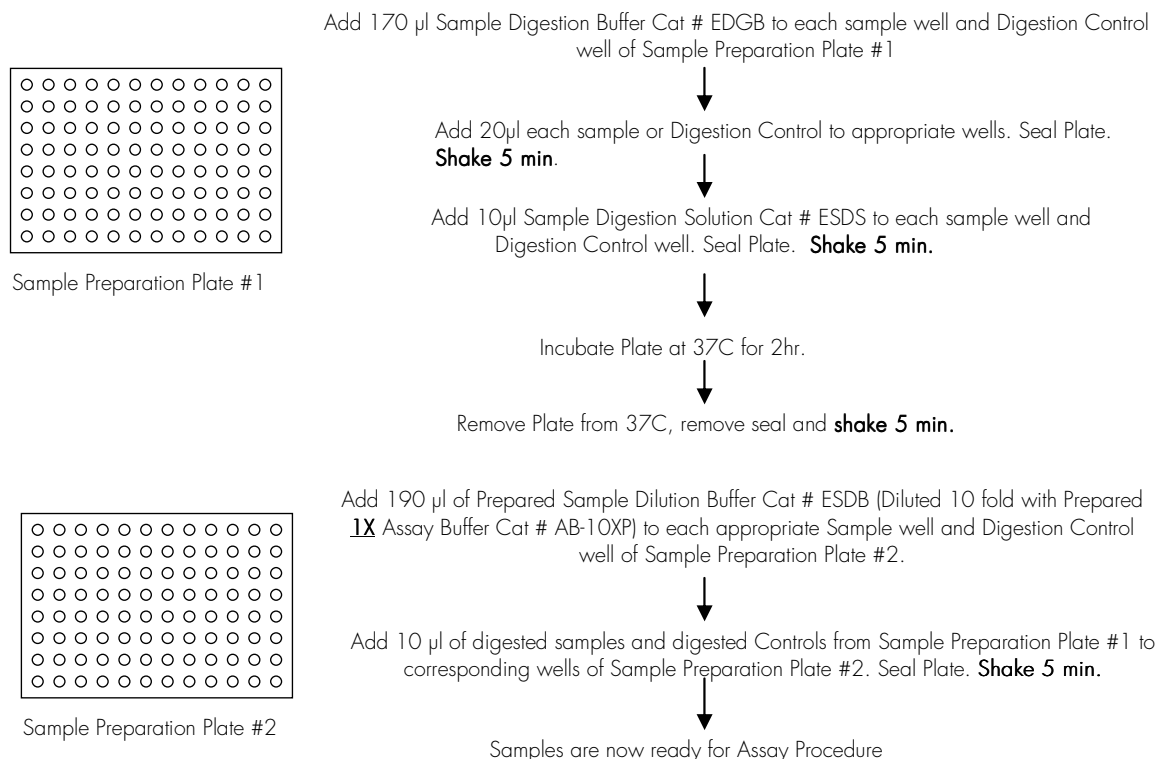 Add 170 µl Sample Digestion Buffer Cat # EDGB to each sample well and Digestion Control
well of Sample Preparation Plate #1
Add 20µl each sample or Digestion Control to appropriate wells. Seal Plate.
Shake 5 min.
Add 10µl Sample Digestion Solution Cat # ESDS to each sample well and
Digestion Control well. Seal Plate. Shake 5 min.
Sample Preparation Plate #1
Incubate Plate at 37C for 2hr.
Remove Plate from 37C, remove seal and shake 5 min.
Add 190 µl of Prepared Sample Dilution Buffer Cat # ESDB (Diluted 10 fold with Prepared
1X Assay Buffer Cat # AB-10XP) to each appropriate Sample well and Digestion Control
well of Sample Preparation Plate #2.
Add 10 µl of digested samples and digested Controls from Sample Preparation Plate #1 to
corresponding wells of Sample Preparation Plate #2. Seal Plate. Shake 5 min.
Sample Preparation Plate #2
Samples are now ready for Assay Procedure